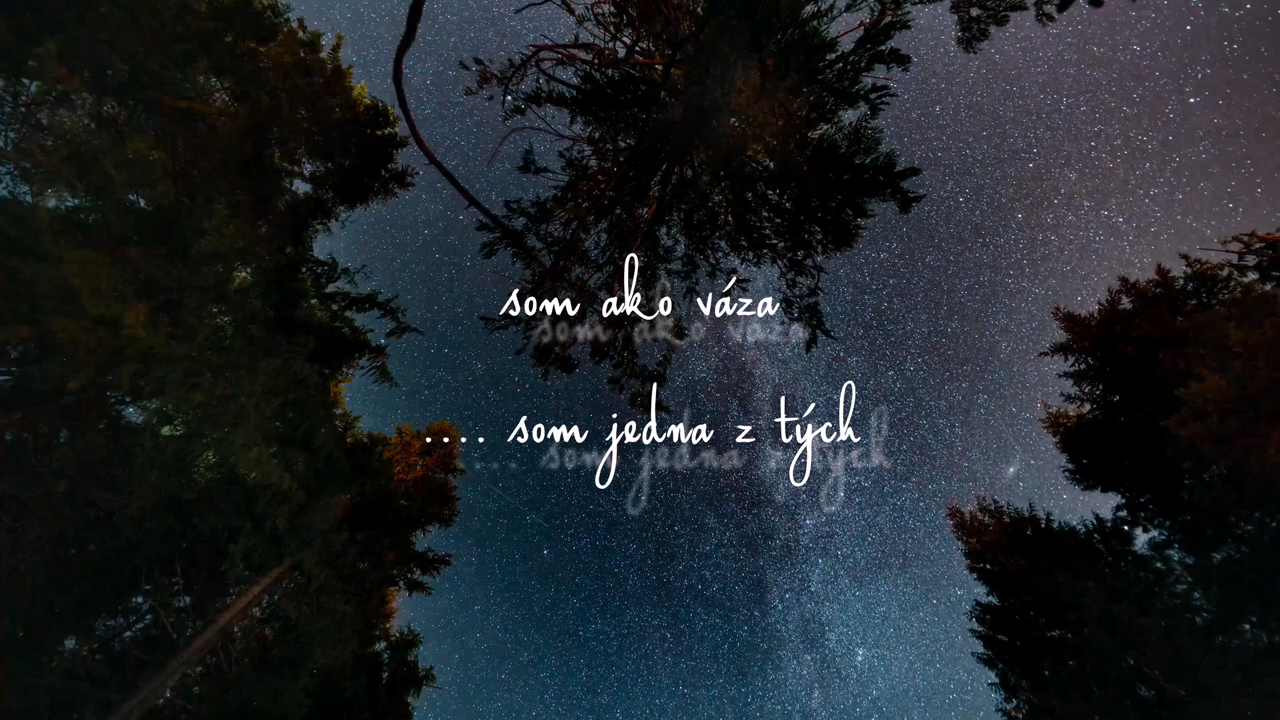 som ako váza
.... som jedna z tých